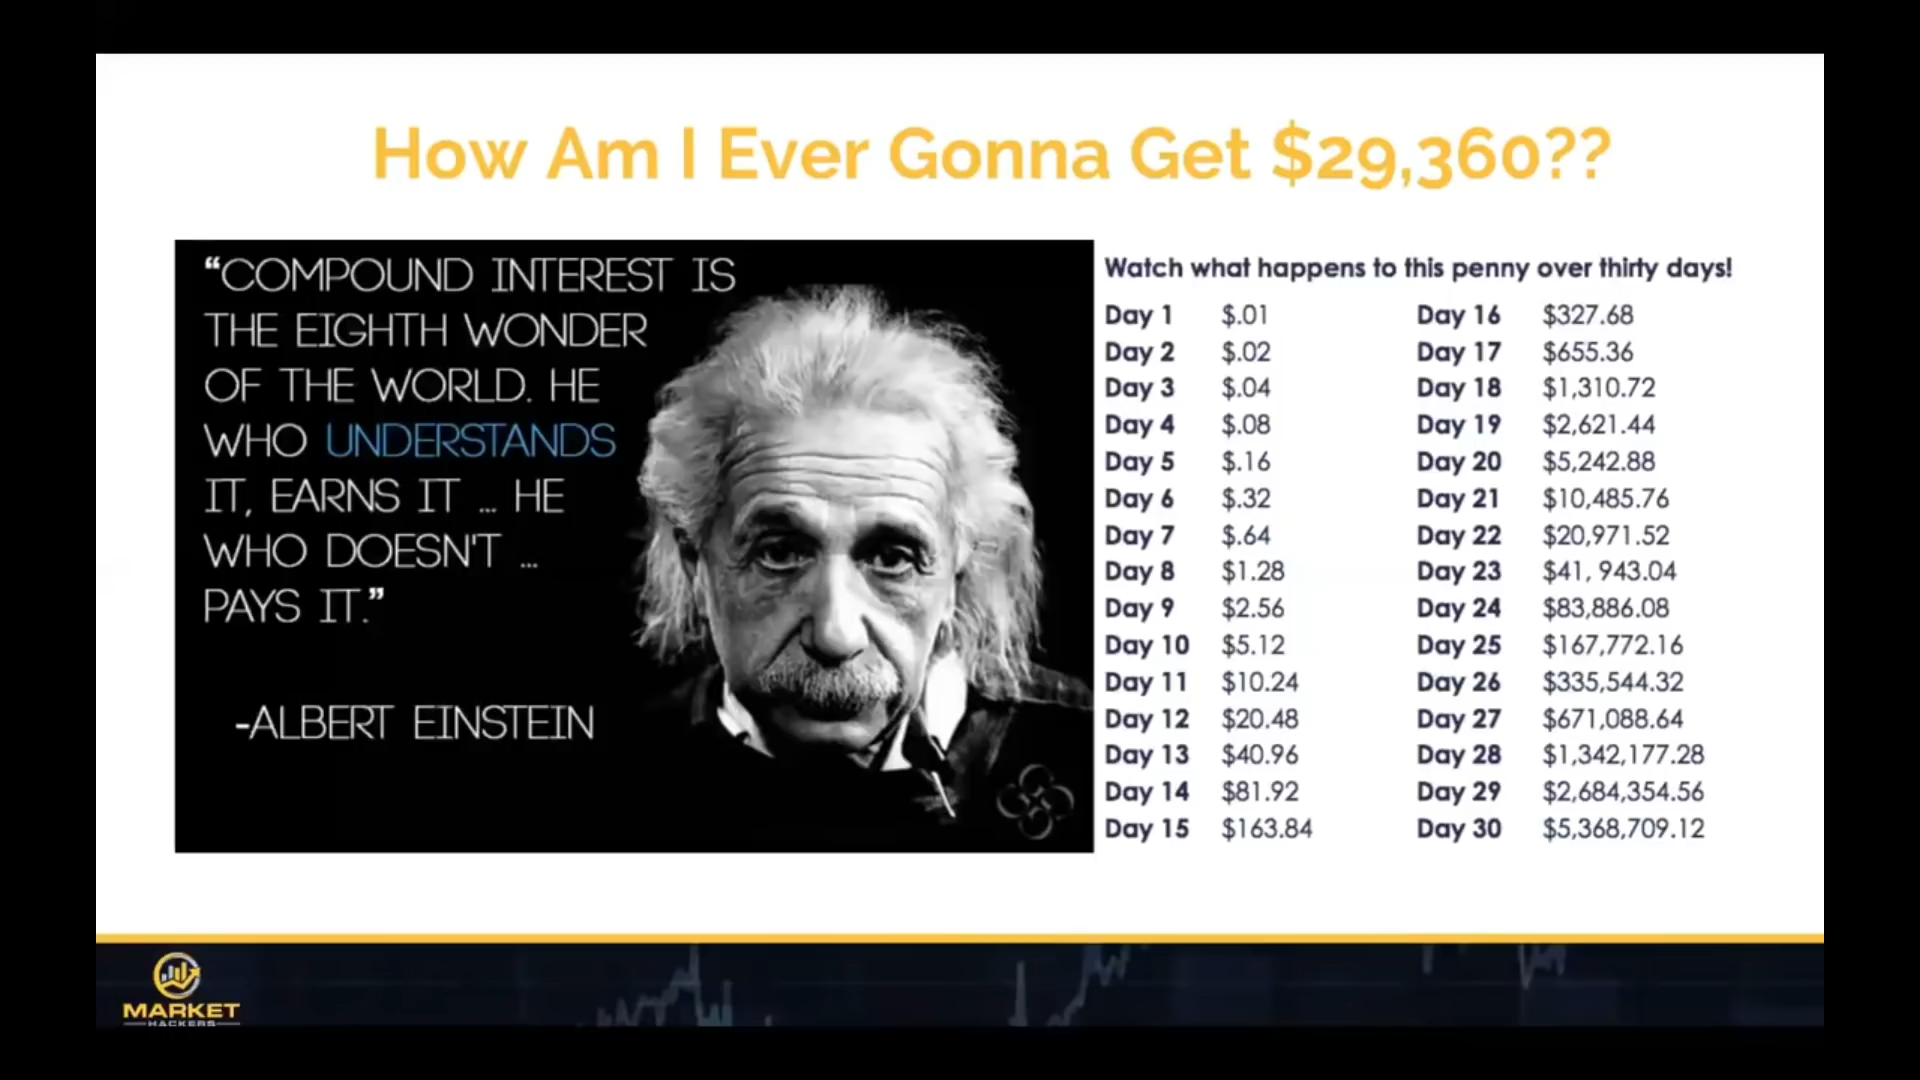 How Am I Ever Gonna Get $29,360??
“COMPOUND INTEREST IS
THE EIGHTH WONDER
OF THE WORLD. HE
WHO UNDERSTANDS
IT, EARNS IT ... HE
WHO DOESN'T ...
PAYS IT.”
-ALBERT EINSTEIN
Watch what happens to this penny over thirty days!
Day 1 $.01 Day 16 $327.68
Day 2 $.02 Day 17 $655.36
Day 3 $.04 Day 18 $1,310.72
Day 4 $.08 Day 19 $2,621.44
Day 5 $.16 Day 20 $5,242.88
Day 6 $.32 Day 21 $10,485.76
Day 7 $.64 Day 22 $20,971.52
Day 8 $1.28 Day 23 $41, 943.04
Day 9 $2.56 Day 24 $83,886.08
Day 10 $5.12 Day 25 $167,772.16
Day 11 $10.24 Day 26 $335,544.32
Day 12 $20.48 Day 27 $671,088.64
Day 13 $40.96 Day 28 $1,342,177.28
Day 14 $81.92 Day 29 $2,684,354.56
Day 15 $163.84 Day 30 $5,368,709.12
MARKET
HACKERS